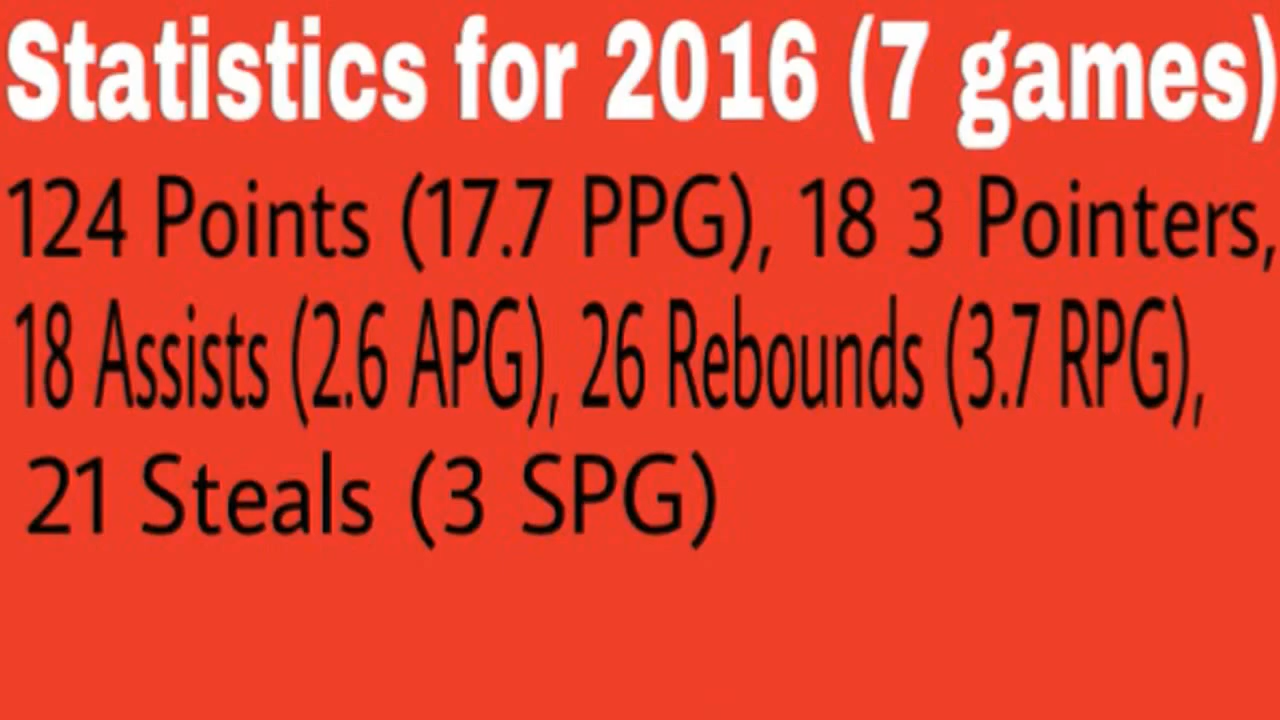 Statistics for 2016 (7 games)
124 Points (17.7 PPG), 18 3 Pointers,
18 Assists (2.6 APG), 26 Rebounds (3.7 RPG),
21 Steals (3 SPG)